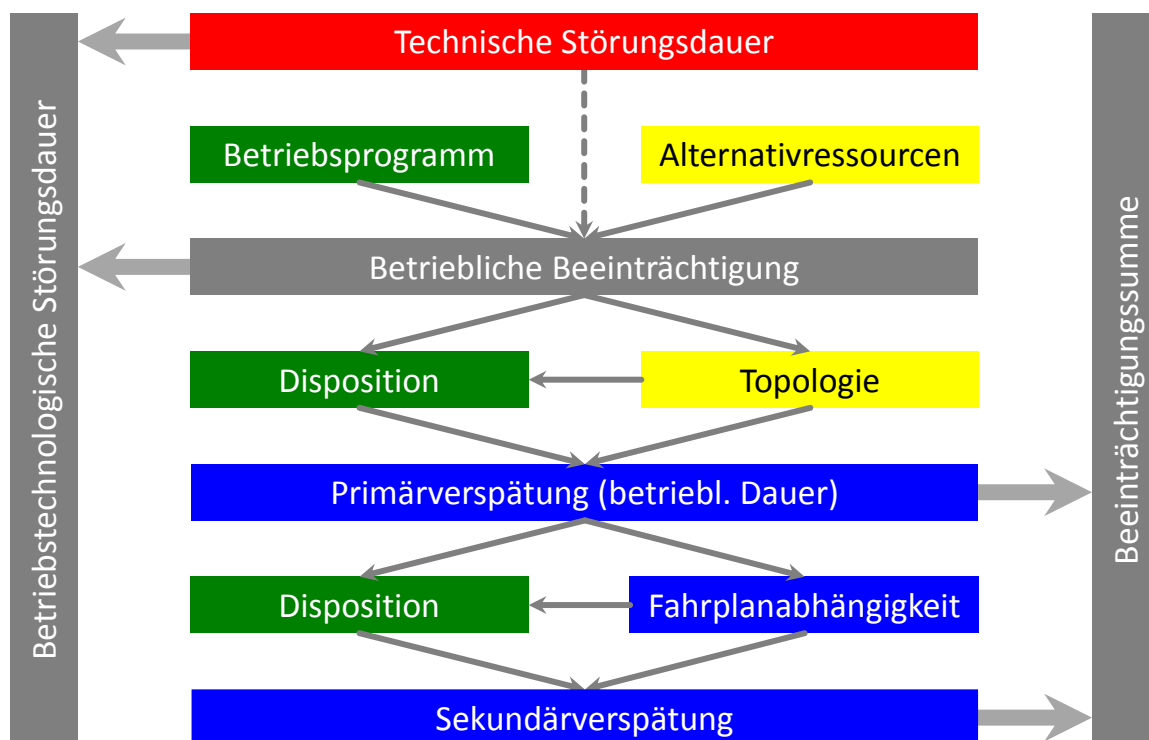 Betriebstechnologische Störungsdauer
Technische Störungsdauer
Betriebsprogramm
Alternativressourcen
Betriebliche Beeinträchtigung
Disposition
Topologie
Primärverspätung (betriebl. Dauer)
Disposition
Fahrplanabhängigkeit
Sekundärverspätung
Beeinträchtigungssumme